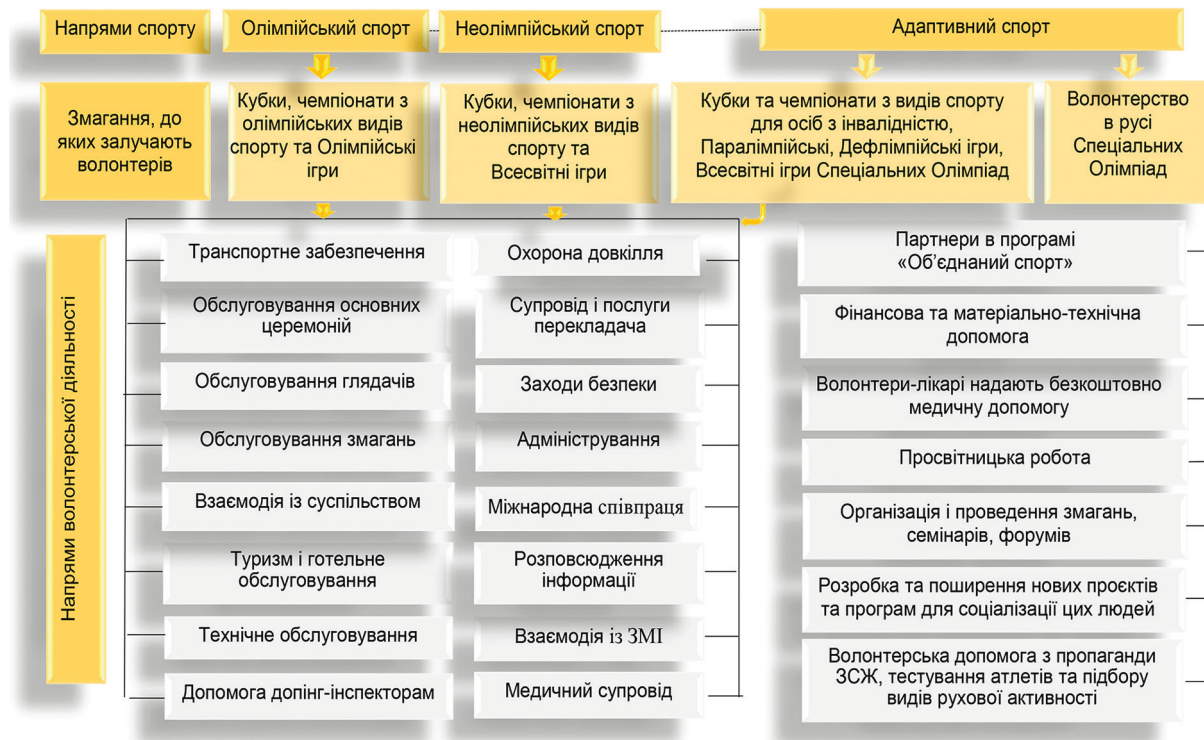 Напрями спорту
Олімпійський спорт
Неолімпійський спорт
Адаптивний спорт
Змагання, до
яких залучають
волонтерів
Кубки, чемпіонати з
олімпійських видів
спорту та Олімпійські
ігри
Кубки, чемпіонати з
неолімпійських видів
спорту та
Всесвітні ігри
Кубки та чемпіонати з видів спорту
для осіб з інвалідністю,
Паралімпійські, Дефлімпійські ігри,
Всесвітні ігри Спеціальних Олімпіад
Волонтерство
в русі
Спеціальних
Олімпіад
Напрями волонтерської діяльності
Транспортне забезпечення
Обслуговування основних
церемоній
Обслуговування глядачів
Обслуговування змагань
Взаємодія із суспільством
Туризм і готельне
обслуговування
Технічне обслуговування
Допомога допінг-інспекторам
Охорона довкілля
Супровід і послуги
перекладача
Заходи безпеки
Адміністрування
Міжнародна співпраця
Розповсюдження
інформації
Взаємодія із ЗМІ
Медичний супровід
Партнери в програмі
«Об’єднаний спорт»
Фінансова та матеріально-технічна
допомога
Волонтери-лікарі надають безкоштовно
медичну допомогу
Просвітницька робота
Організація і проведення змагань,
семінарів, форумів
Розробка та поширення нових проєктів
та програм для соціалізації цих людей
Волонтерська допомога з пропаганди
ЗСЖ, тестування атлетів та підбору
видів рухової активності